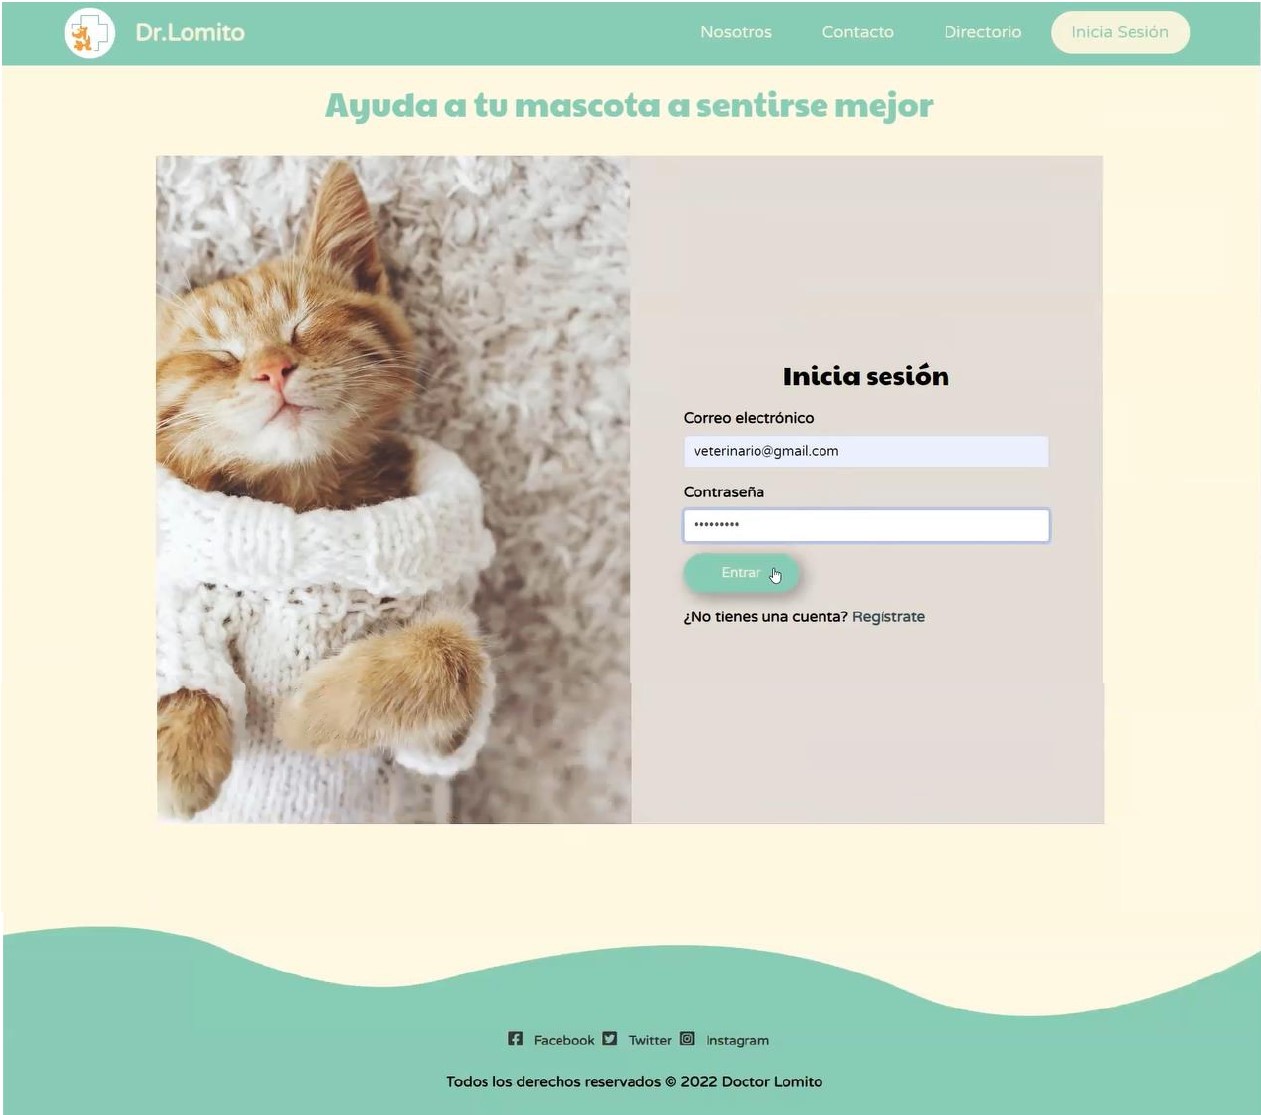 Dr.Lomito
Nosotros
Contacto
Directorio
Inicia Sesión
Ayuda a tu mascota a sentirse mejor
Inicia sesión
Correo electrónico
veterinario@gmail.com
Contraseña
•••••••••
Entrar
¿No tienes una cuenta? Regístrate
Facebook Twitter Instagram
Todos los derechos reservados © 2022 Doctor Lomito